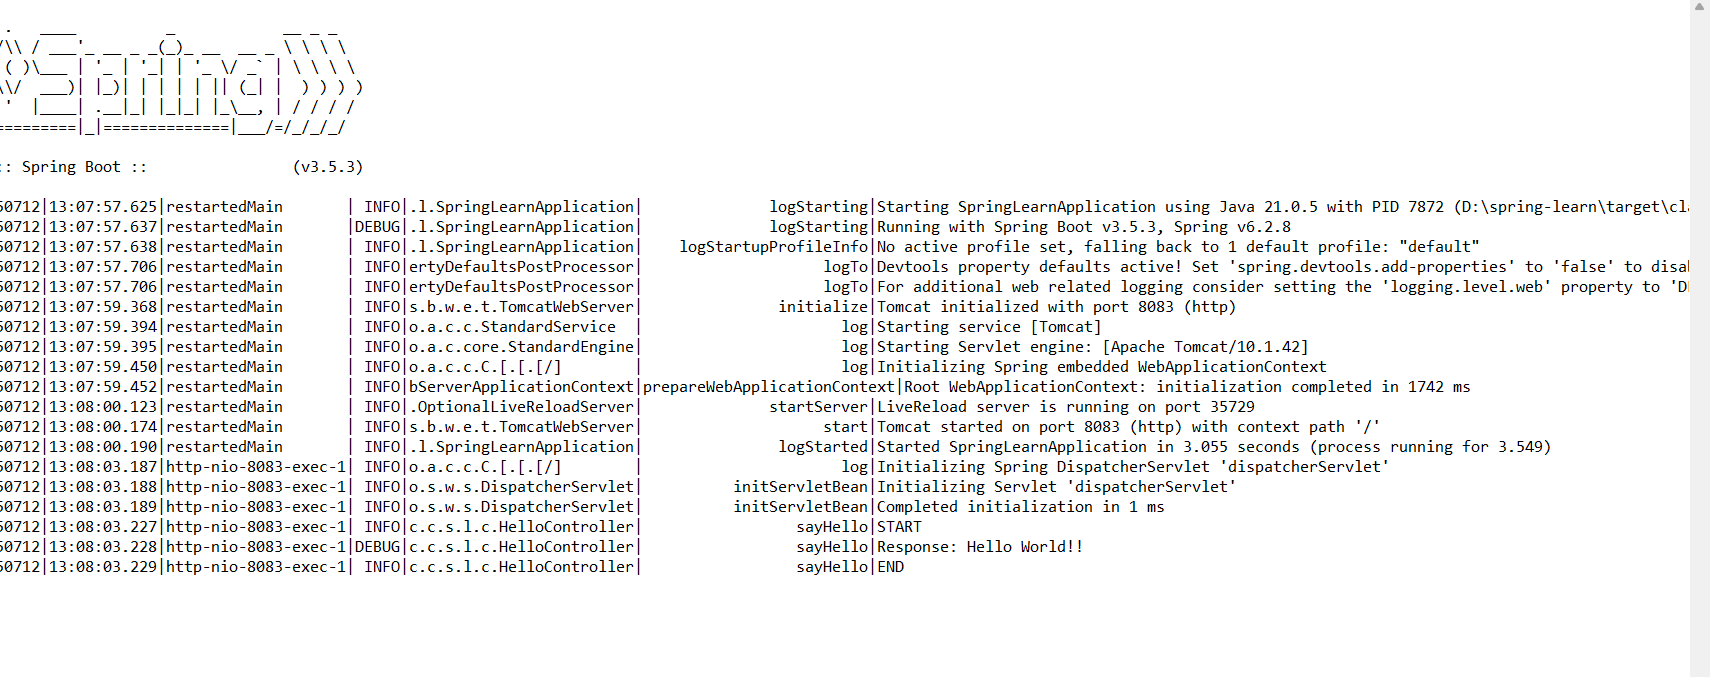 .   ____          _            __ _ _
/\\ / ___'_ __ _ _(_)_ __  __ _ \ \ \ \
( )\___ | '_ | '_| | '_ \/ _` | \ \ \ \
\\/  ___)| |_)| | | | | || (_| |  ) ) ) )
 '  |____| .__|_| |_|_| |_\__, | / / / /
=========|_|==============|___/=/_/_/_/
:: Spring Boot ::                (v3.5.3)
50712|13:07:57.625|restartedMain       | INFO|.l.SpringLearnApplication|              logStarting|Starting SpringLearnApplication using Java 21.0.5 with PID 7872 (D:\spring-learn\target\cla
50712|13:07:57.637|restartedMain       |DEBUG|.l.SpringLearnApplication|              logStarting|Running with Spring Boot v3.5.3, Spring v6.2.8
50712|13:07:57.638|restartedMain       | INFO|.l.SpringLearnApplication|    logStartupProfileInfo|No active profile set, falling back to 1 default profile: "default"
50712|13:07:57.706|restartedMain       | INFO|ertyDefaultsPostProcessor|                    logTo|Devtools property defaults active! Set 'spring.devtools.add-properties' to 'false' to disab
50712|13:07:57.706|restartedMain       | INFO|ertyDefaultsPostProcessor|                    logTo|For additional web related logging consider setting the 'logging.level.web' property to 'DE
50712|13:07:59.368|restartedMain       | INFO|s.b.w.e.t.TomcatWebServer|               initialize|Tomcat initialized with port 8083 (http)
50712|13:07:59.394|restartedMain       | INFO|o.a.c.c.StandardService  |                      log|Starting service [Tomcat]
50712|13:07:59.395|restartedMain       | INFO|o.a.c.core.StandardEngine|                      log|Starting Servlet engine: [Apache Tomcat/10.1.42]
50712|13:07:59.450|restartedMain       | INFO|o.a.c.c.C.[.[.[/]        |                      log|Initializing Spring embedded WebApplicationContext
50712|13:07:59.452|restartedMain       | INFO|bServerApplicationContext|prepareWebApplicationContext|Root WebApplicationContext: initialization completed in 1742 ms
50712|13:08:00.123|restartedMain       | INFO|.OptionalLiveReloadServer|              startServer|LiveReload server is running on port 35729
50712|13:08:00.174|restartedMain       | INFO|s.b.w.e.t.TomcatWebServer|                    start|Tomcat started on port 8083 (http) with context path '/'
50712|13:08:00.190|restartedMain       | INFO|.l.SpringLearnApplication|               logStarted|Started SpringLearnApplication in 3.055 seconds (process running for 3.549)
50712|13:08:03.187|http-nio-8083-exec-1| INFO|o.a.c.c.C.[.[.[/]        |                      log|Initializing Spring DispatcherServlet 'dispatcherServlet'
50712|13:08:03.188|http-nio-8083-exec-1| INFO|o.s.w.s.DispatcherServlet|          initServletBean|Initializing Servlet 'dispatcherServlet'
50712|13:08:03.189|http-nio-8083-exec-1| INFO|o.s.w.s.DispatcherServlet|          initServletBean|Completed initialization in 1 ms
50712|13:08:03.227|http-nio-8083-exec-1| INFO|c.c.s.l.c.HelloController|                 sayHello|START
50712|13:08:03.228|http-nio-8083-exec-1|DEBUG|c.c.s.l.c.HelloController|                 sayHello|Response: Hello World!!
50712|13:08:03.229|http-nio-8083-exec-1| INFO|c.c.s.l.c.HelloController|                 sayHello|END